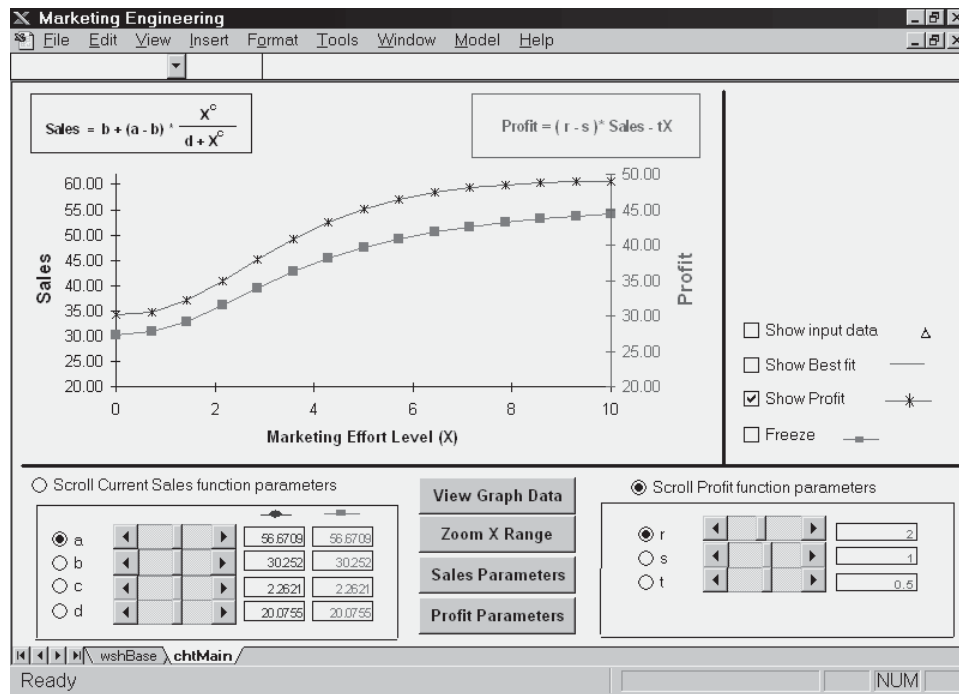 Marketing Engineering
File Edit View Insert Format Tools Window Model Help
Sales = b + (a - b) * X^c / d + X^c
Profit = ( r - s )* Sales - tX
60.00
55.00
50.00
45.00
40.00
35.00
30.00
25.00
20.00
Sales
50.00
45.00
40.00
35.00
30.00
25.00
20.00
Profit
0 2 4 6 8 10
Marketing Effort Level (X)
Show input data
Show Best fit
Show Profit
Freeze
Scroll Current Sales function parameters
a 56.6709 56.6709
b 30.252 30.252
c 2.2621 2.2621
d 20.0755 20.0755
View Graph Data
Zoom X Range
Sales Parameters
Profit Parameters
Scroll Profit function parameters
r 2
s 1
t 0.5
wshBase chtMain
Ready NUM